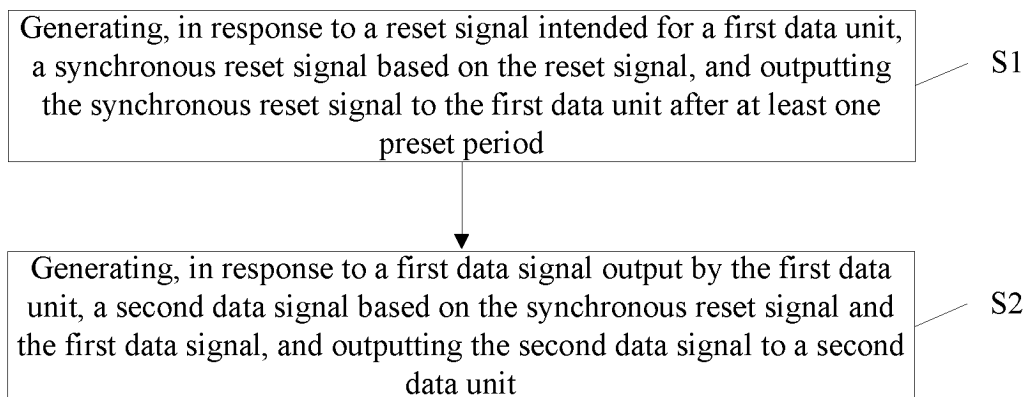 Generating, in response to a reset signal intended for a first data unit,
a synchronous reset signal based on the reset signal, and outputting
the synchronous reset signal to the first data unit after at least one
preset period
S1
Generating, in response to a first data signal output by the first data
unit, a second data signal based on the synchronous reset signal and
the first data signal, and outputting the second data signal to a second
data unit
S2